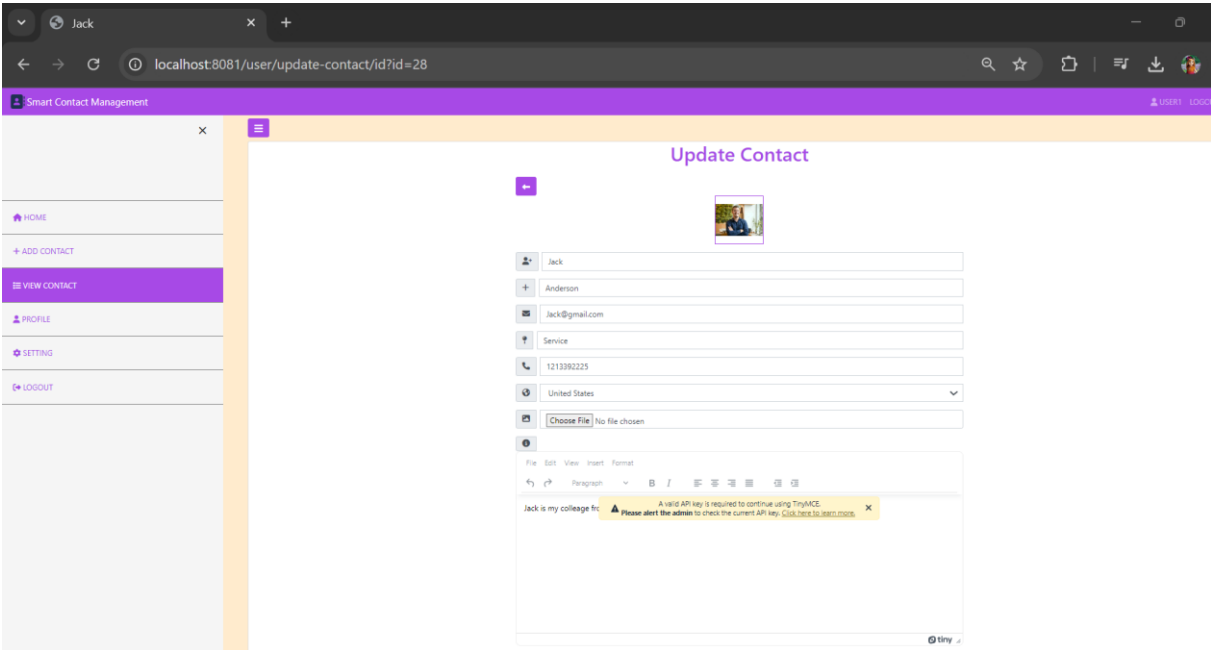 Jack
localhost:8081/user/update-contact/id?id=28
Smart Contact Management
USER1 LOGO
Update Contact
HOME
ADD CONTACT
VIEW CONTACT
PROFILE
SETTING
LOGOUT
Jack
Anderson
Jack@gmail.com
Service
1213392225
United States
Choose File No file chosen
File Edit View Insert Format
Paragraph B I
Jack is my colleage frc
A valid API key is required to continue using TinyMCE.
Please alert the admin to check the current API key. Click here to learn more.
tiny